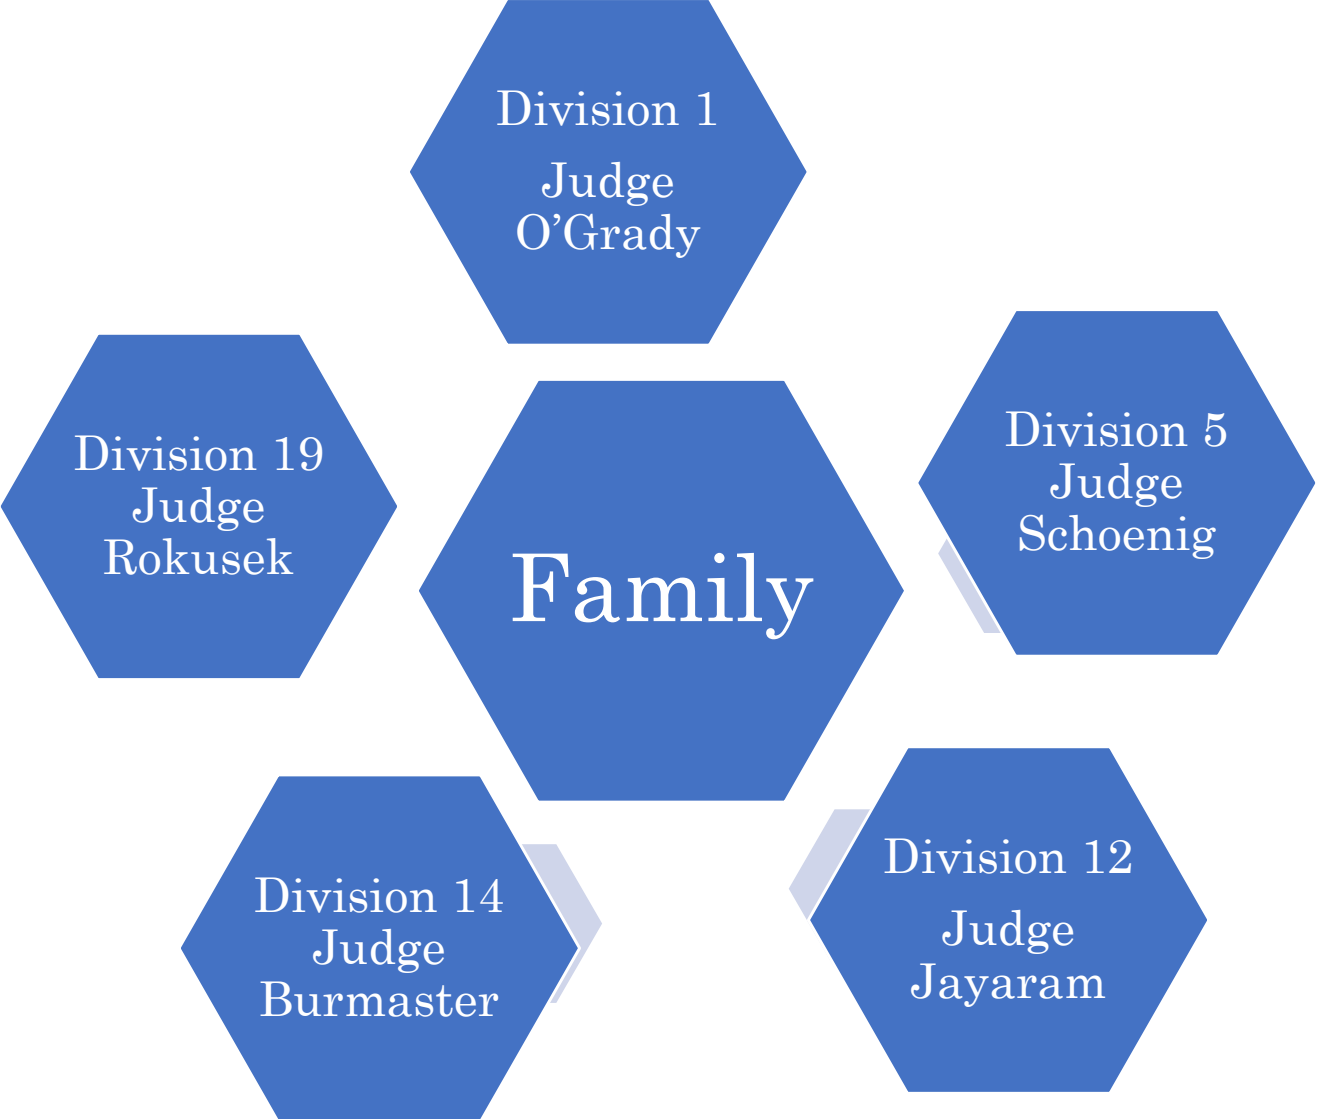 Division 1
Judge
O’Grady
Division 5
Judge
Schoenig
Division 19
Judge
Rokusek
Family
Division 12
Judge
Jayaram
Division 14
Judge
Burmaster